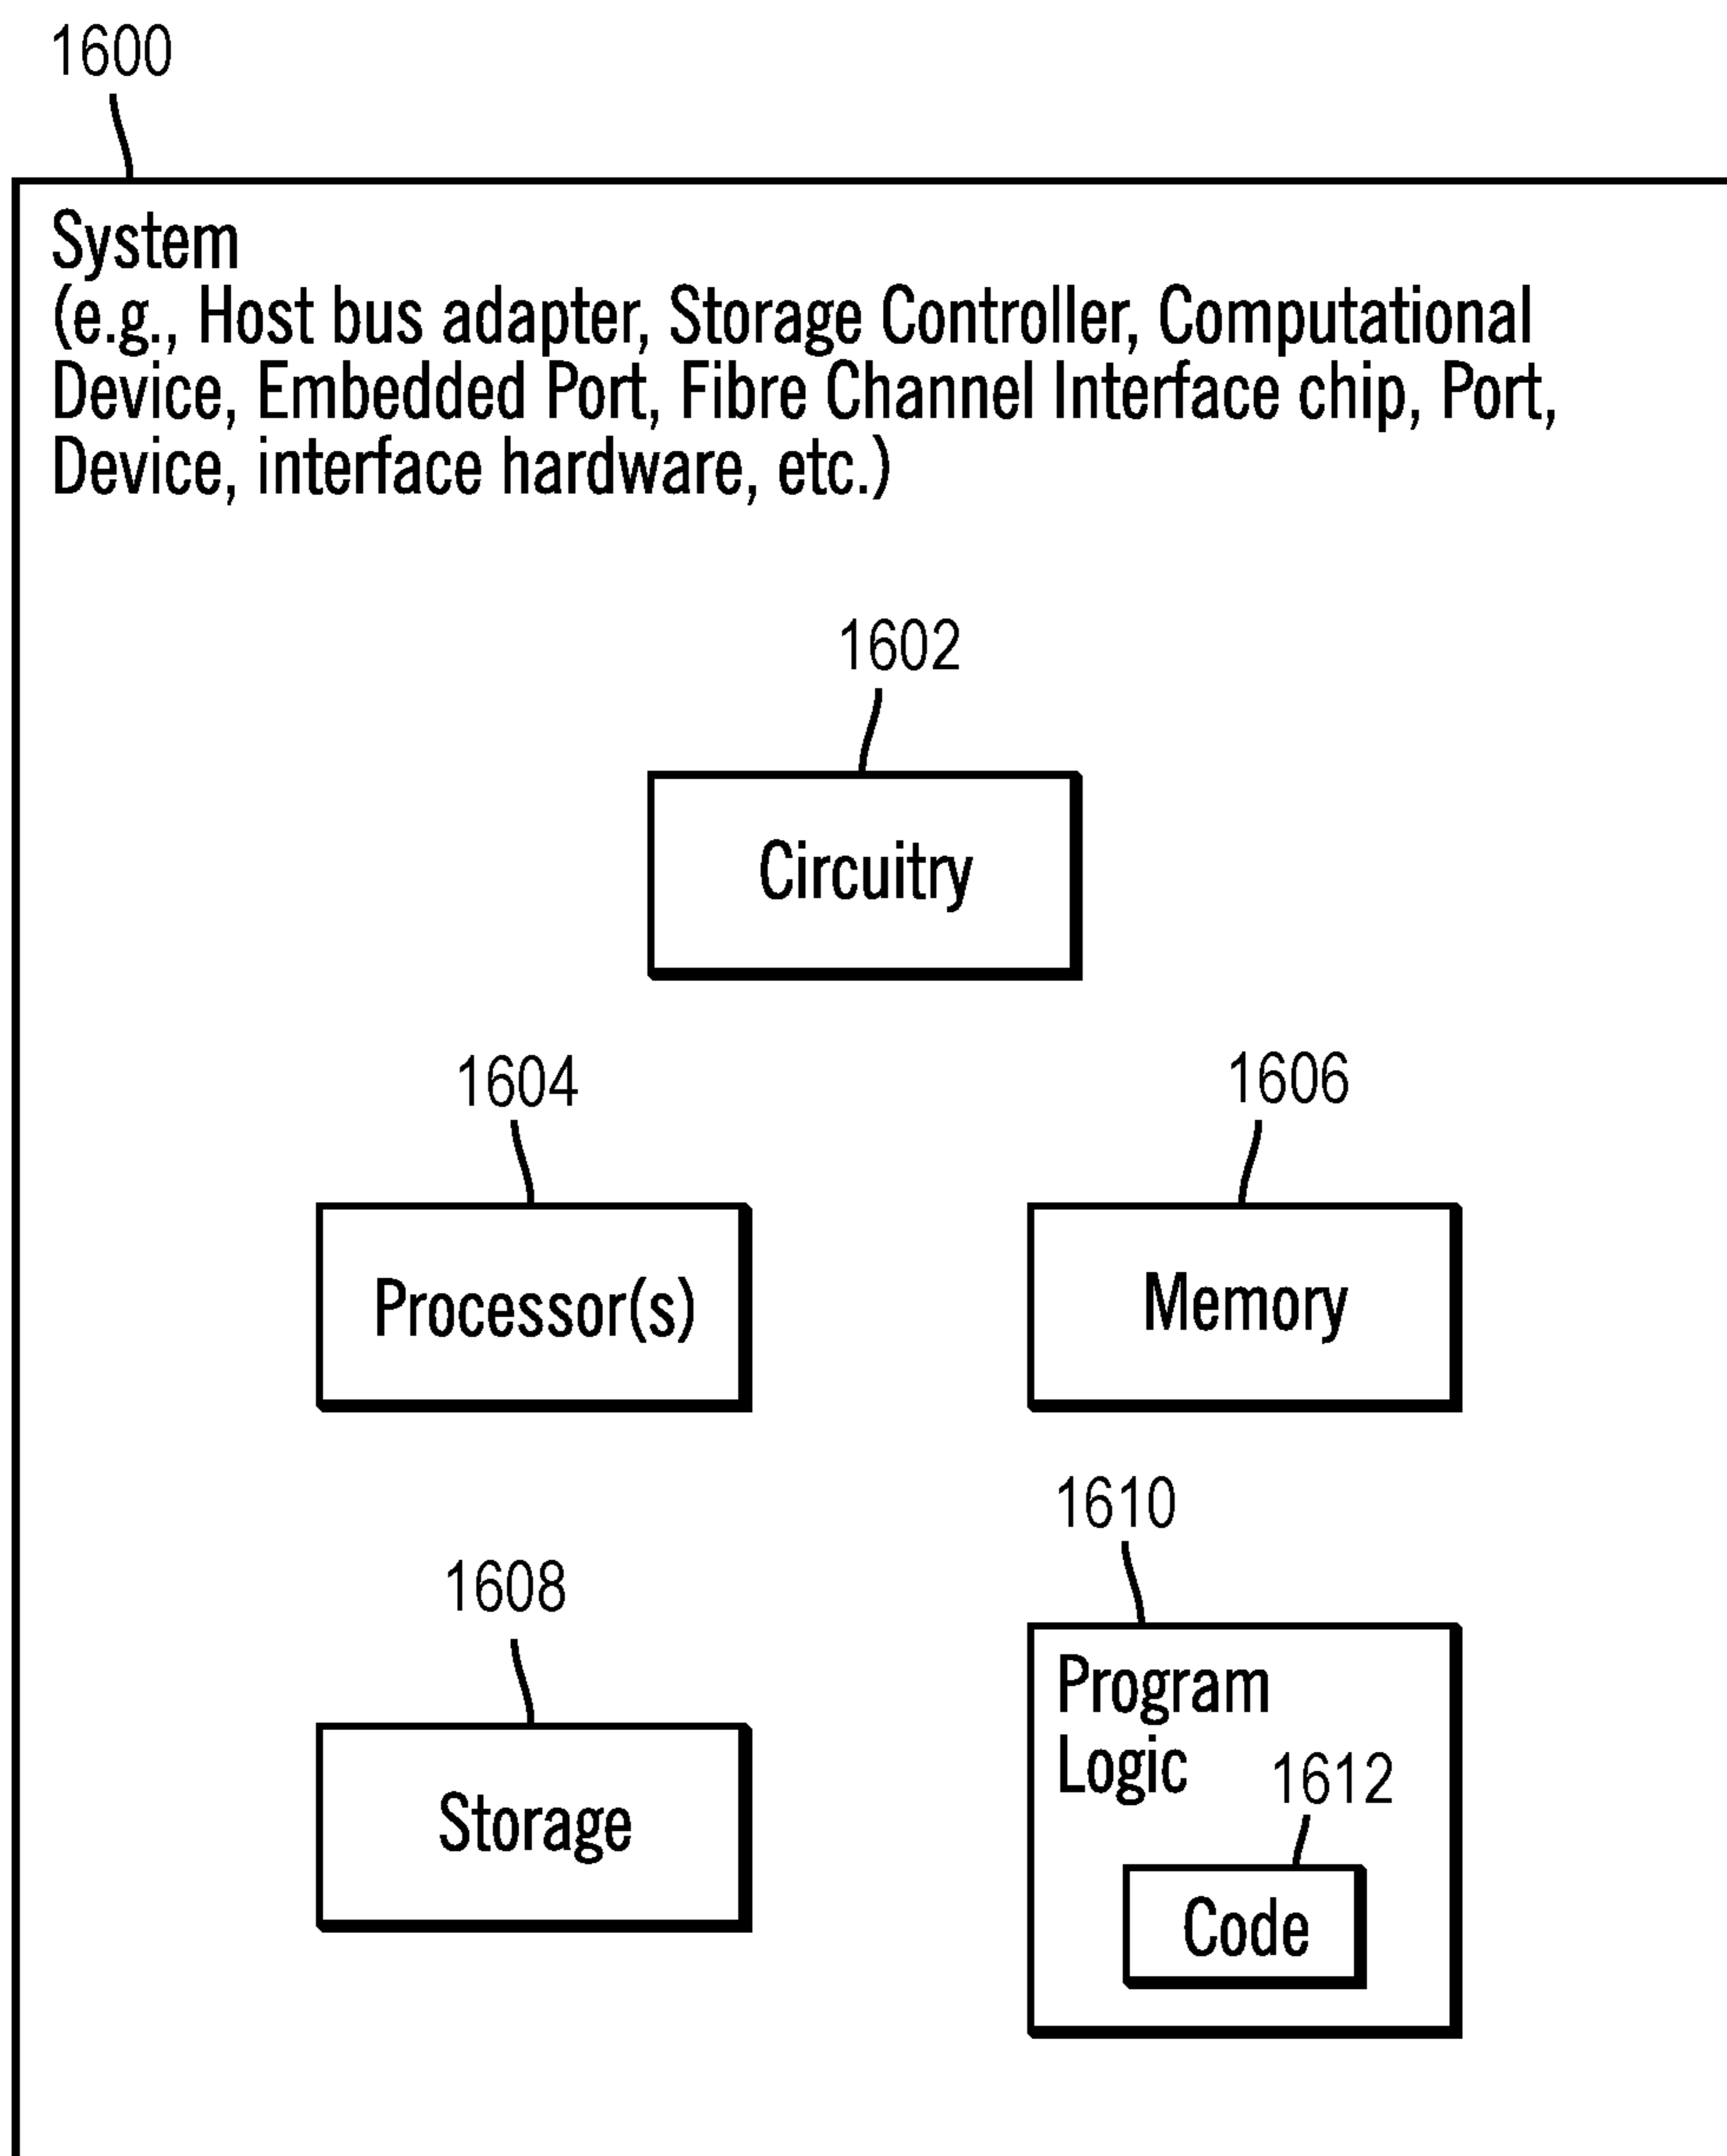 1600
System
(e.g., Host bus adapter, Storage Controller, Computational
Device, Embedded Port, Fibre Channel Interface chip, Port,
Device, interface hardware, etc.)
1602
Circuitry
1604
1606
Processor(s)
Memory
1610
1608
Program
Logic
1612
Storage
Code